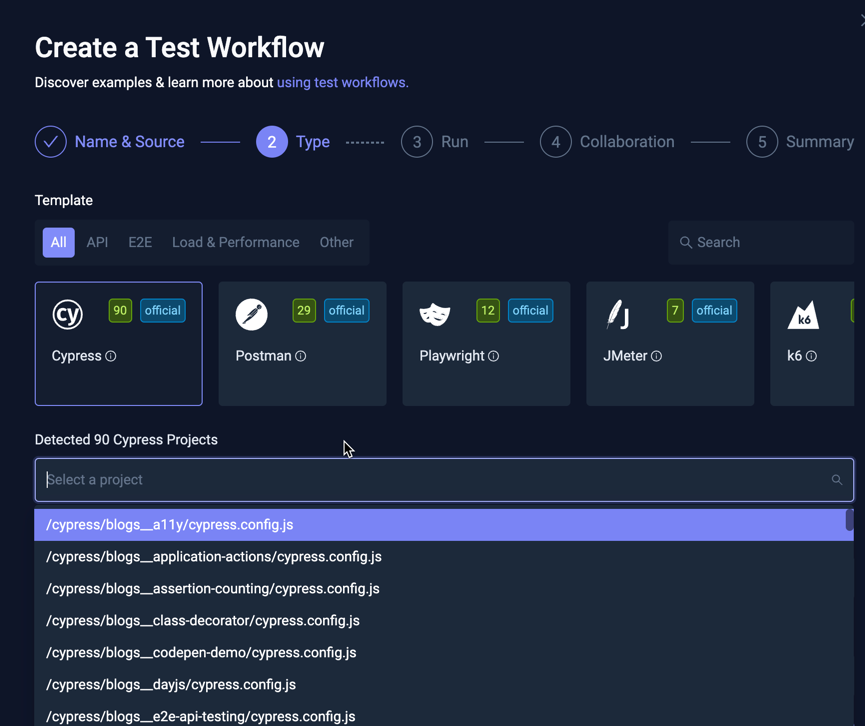 Create a Test Workflow
Discover examples & learn more about using test workflows.
Name & Source 2 Type 3 Run 4 Collaboration 5 Summary
Template
All API E2E Load & Performance Other Search
cy 90 official 29 official 12 official 7 official k6
Cypress Postman Playwright JMeter k6
Detected 90 Cypress Projects
Select a project
/cypress/blogs__a11y/cypress.config.js
/cypress/blogs__application-actions/cypress.config.js
/cypress/blogs__assertion-counting/cypress.config.js
/cypress/blogs__class-decorator/cypress.config.js
/cypress/blogs__codepen-demo/cypress.config.js
/cypress/blogs__dayjs/cypress.config.js
/cypress/blogs__e2e-api-testing/cypress.config.js